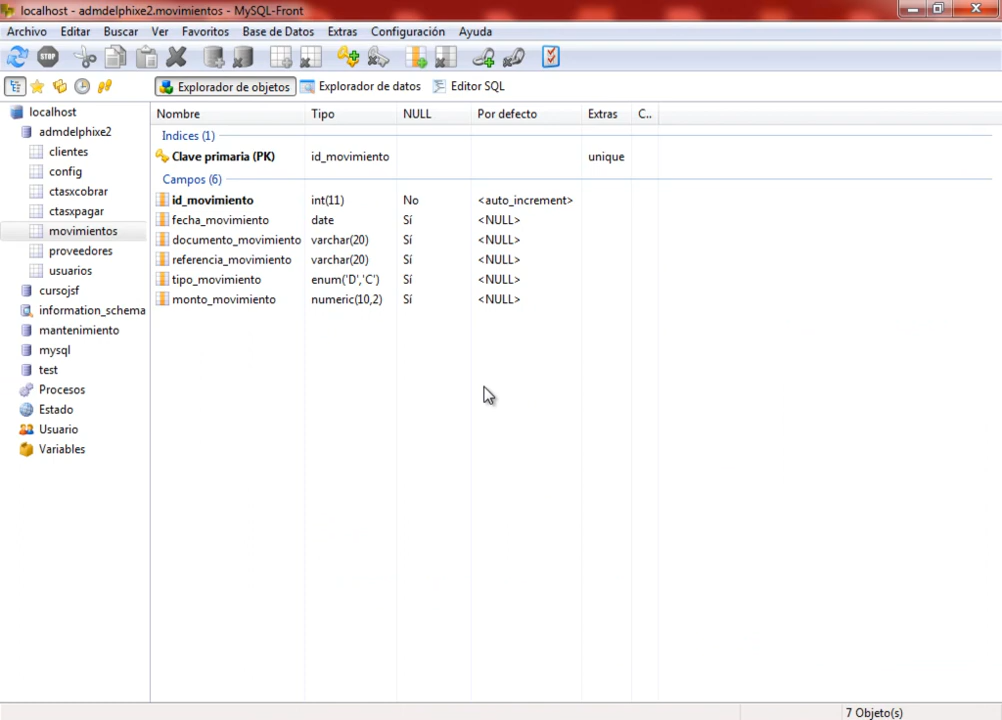 localhost - admdelphixe2.movimientos - MySQL-Front
Archivo Editar Buscar Ver Favoritos Base de Datos Extras Configuración Ayuda
STOP
Explorador de objetos Explorador de datos Editor SQL
localhost
admdelphixe2
clientes
config
ctasxcobrar
ctasxpagar
movimientos
proveedores
usuarios
cursojsf
information_schema
mantenimiento
mysql
test
Procesos
Estado
Usuario
Variables
Nombre Tipo NULL Por defecto Extras C..
Indices (1)
Clave primaria (PK) id_movimiento unique
Campos (6)
id_movimiento int(11) No <auto_increment>
fecha_movimiento date Sí <NULL>
documento_movimiento varchar(20) Sí <NULL>
referencia_movimiento varchar(20) Sí <NULL>
tipo_movimiento enum('D','C') Sí <NULL>
monto_movimiento numeric(10,2) Sí <NULL>
7 Objeto(s)